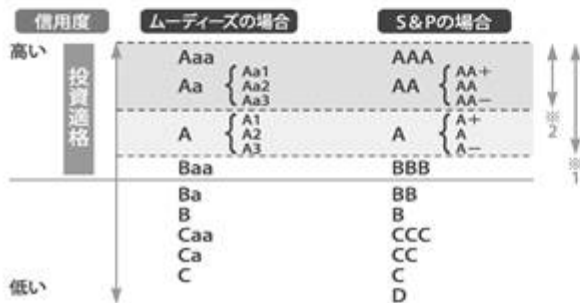 信用度 ムーディーズの場合 S&Pの場合
高い
投資適格
Aaa AAA
Aa { Aa1 Aa2 Aa3 AA { AA+ AA AA−
※2
A { A1 A2 A3 A { A+ A A−
※1
Baa BBB
Ba BB
B B
Caa CCC
Ca CC
C C
低い D